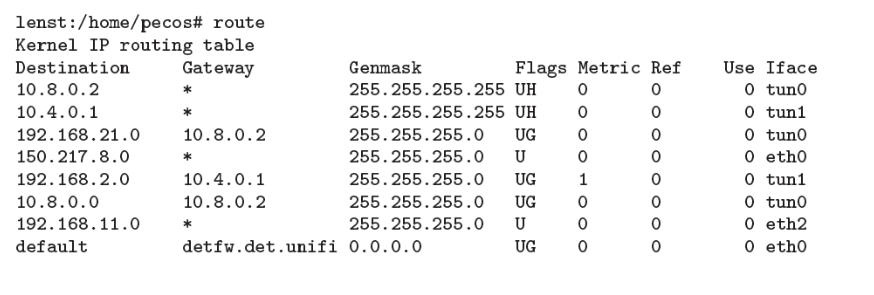 lenst:/home/pecos# route
Kernel IP routing table
Destination     Gateway         Genmask         Flags Metric Ref    Use Iface
10.8.0.2        *               255.255.255.255 UH    0      0        0 tun0
10.4.0.1        *               255.255.255.255 UH    0      0        0 tun1
192.168.21.0    10.8.0.2        255.255.255.0   UG    0      0        0 tun0
150.217.8.0     *               255.255.255.0   U     0      0        0 eth0
192.168.2.0     10.4.0.1        255.255.255.0   UG    1      0        0 tun1
10.8.0.0        10.8.0.2        255.255.255.0   UG    0      0        0 tun0
192.168.11.0    *               255.255.255.0   U     0      0        0 eth2
default         detfw.det.unifi 0.0.0.0         UG    0      0        0 eth0